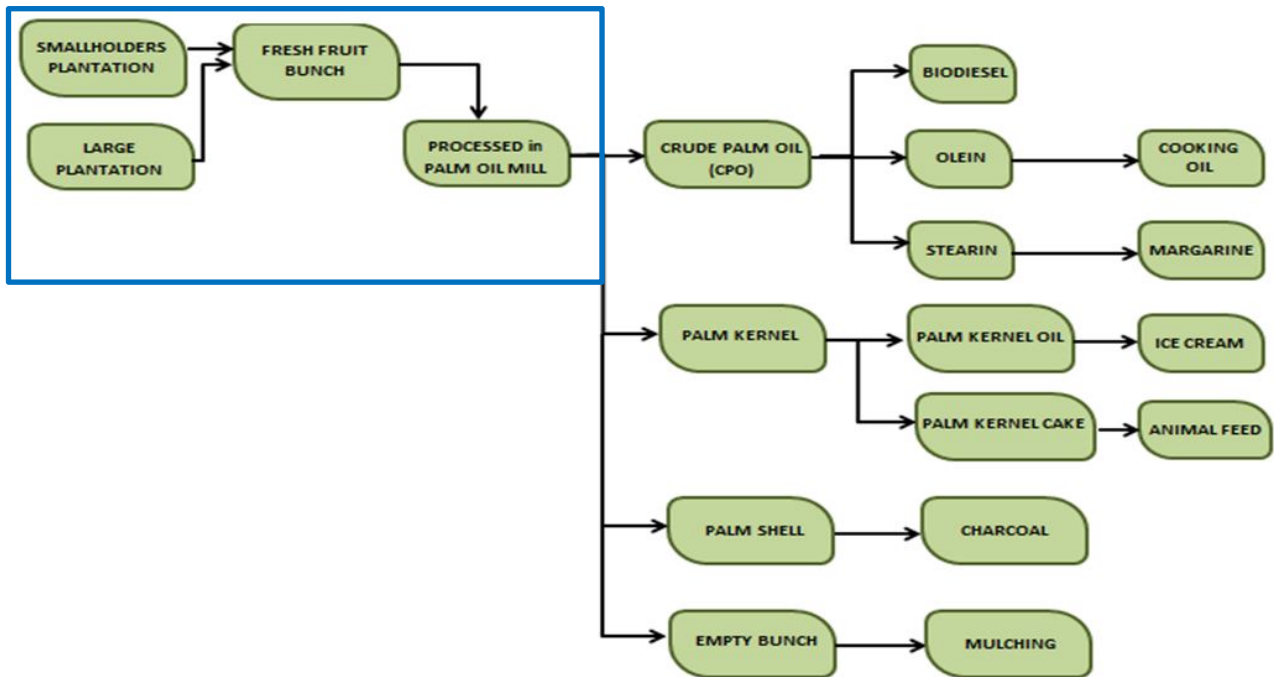 SMALLHOLDERS
PLANTATION
FRESH FRUIT
BUNCH
LARGE
PLANTATION
PROCESSED in
PALM OIL MILL
CRUDE PALM OIL
(CPO)
BIODIESEL
OLEIN
COOKING
OIL
STEARIN
MARGARINE
PALM KERNEL
PALM KERNEL OIL
ICE CREAM
PALM KERNEL CAKE
ANIMAL FEED
PALM SHELL
CHARCOAL
EMPTY BUNCH
MULCHING